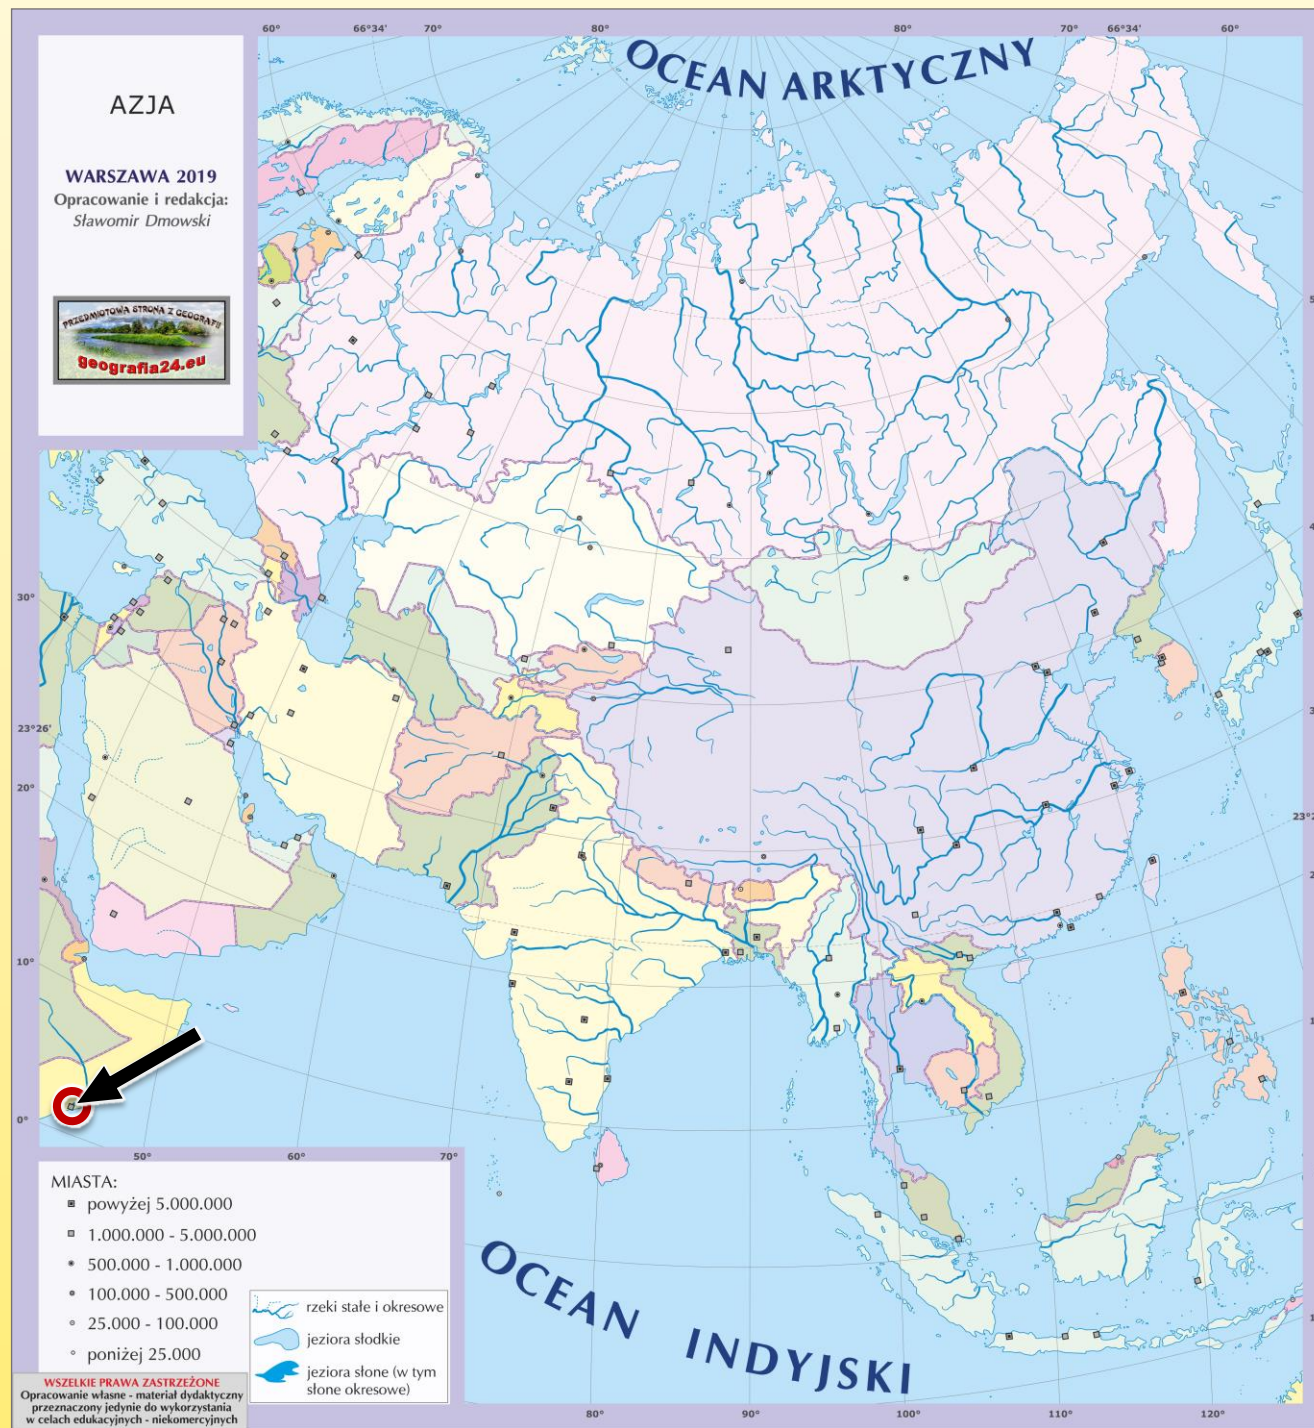 60°
66°34'
70°
80°
80°
70°
66°34'
60°
OCEAN ARKTYCZNY
AZJA
WARSZAWA 2019
Opracowanie i redakcja:
Sławomir Dmowski
PRZEDMIOTOWA STRONA Z GEOGRAFII
geografia24.eu
30°
23°26'
20°
10°
0°
50°
60°
70°
MIASTA:
powyżej 5.000.000
1.000.000 - 5.000.000
500.000 - 1.000.000
100.000 - 500.000
25.000 - 100.000
poniżej 25.000
rzeki stałe i okresowe
jeziora słodkie
jeziora słone (w tym
słone okresowe)
OCEAN INDYJSKI
WSZELKIE PRAWA ZASTRZEŻONE
Opracowanie własne - materiał dydaktyczny
przeznaczony jedynie do wykorzystania
w celach edukacyjnych - niekomercyjnych
80°
90°
100°
110°
120°